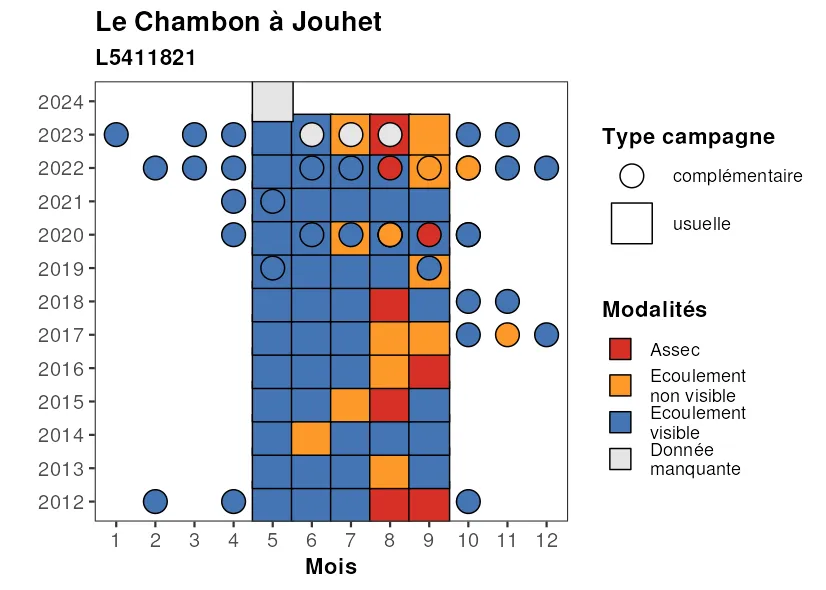 Le Chambon à Jouhet
L5411821
2024
2023
2022
2021
2020
2019
2018
2017
2016
2015
2014
2013
2012
1 2 3 4 5 6 7 8 9 10 11 12
Mois
Type campagne
complémentaire
usuelle
Modalités
Assec
Ecoulement
non visible
Ecoulement
visible
Donnée
manquante